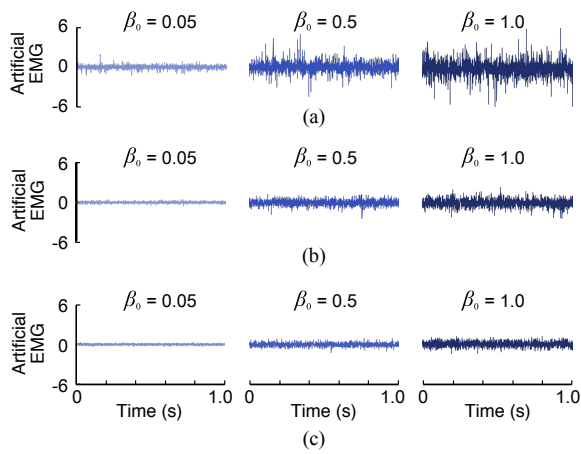 β₀ = 0.05 β₀ = 0.5 β₀ = 1.0
Artificial
EMG
6
0
-6
(a)
β₀ = 0.05 β₀ = 0.5 β₀ = 1.0
Artificial
EMG
6
0
-6
(b)
β₀ = 0.05 β₀ = 0.5 β₀ = 1.0
Artificial
EMG
6
0
-6
0 1.0 0 1.0 0 1.0
Time (s) Time (s) Time (s)
(c)